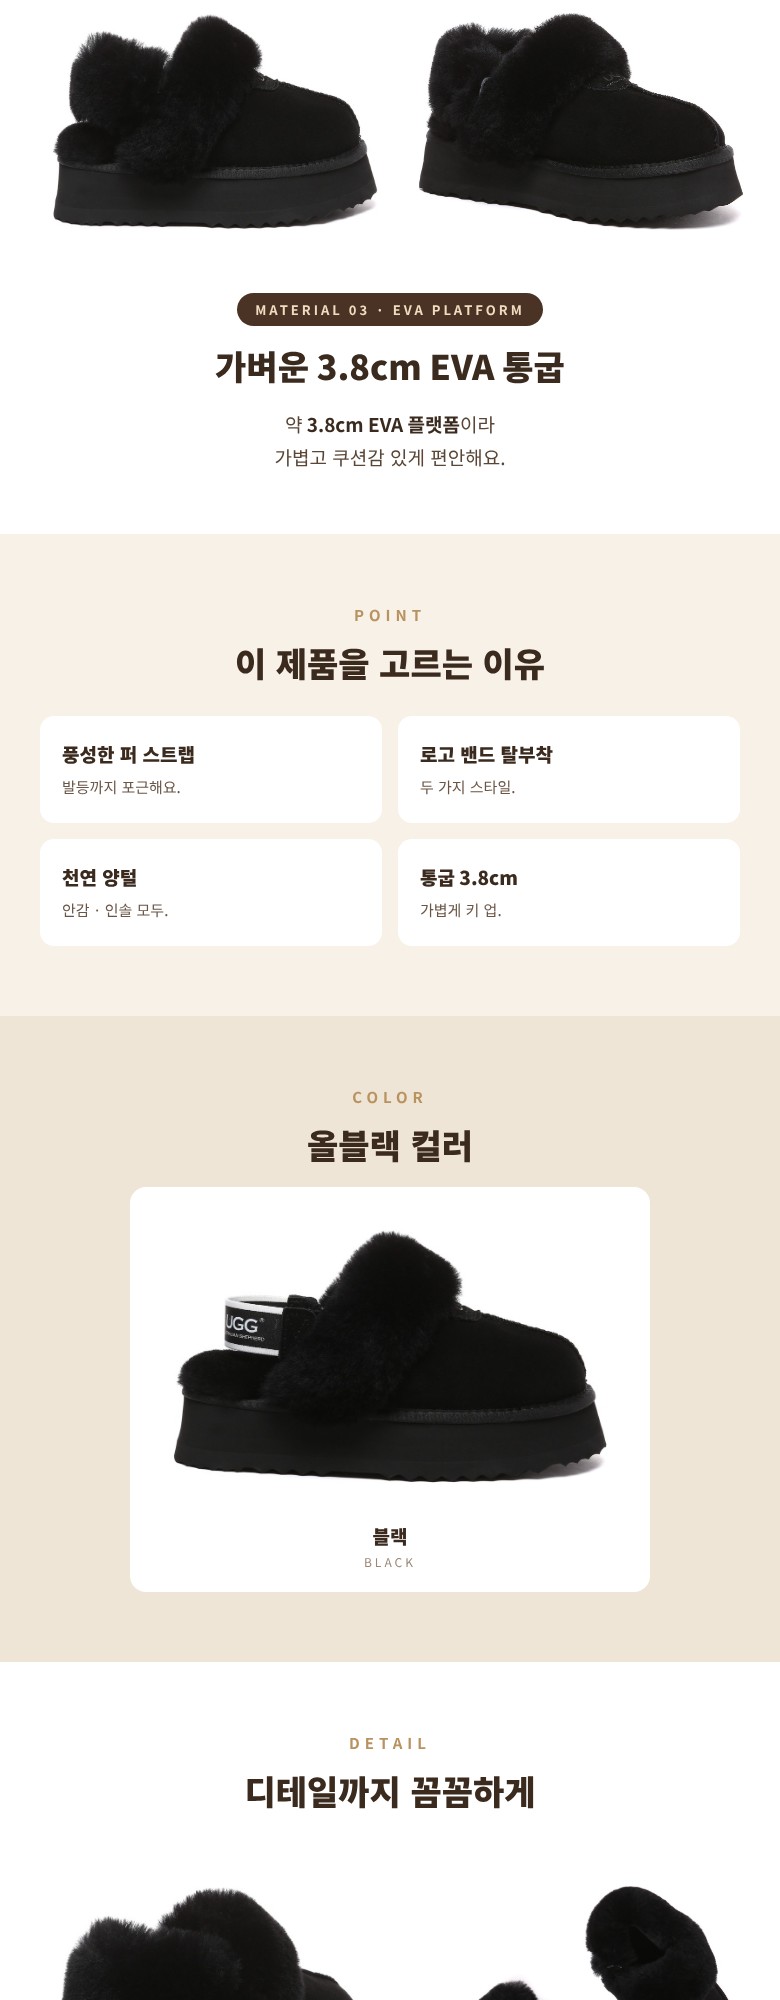 MATERIAL 03 · EVA PLATFORM
가벼운 3.8cm EVA 통굽
약 3.8cm EVA 플랫폼이라
가볍고 쿠션감 있게 편안해요.
POINT
이 제품을 고르는 이유
풍성한 퍼 스트랩
발등까지 포근해요.
로고 밴드 탈부착
두 가지 스타일.
천연 양털
안감 · 인솔 모두.
통굽 3.8cm
가볍게 키 업.
COLOR
올블랙 컬러
UGG®
블랙
BLACK
DETAIL
디테일까지 꼼꼼하게